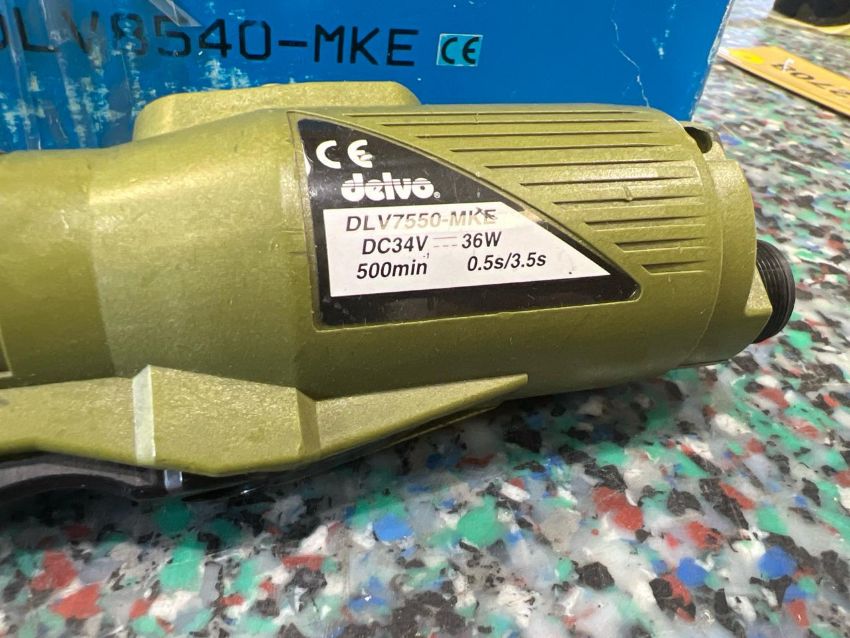 DLV8540-MKE CE
CE
delvo®
DLV7550-MKE
DC34V ⎓ 36W
500min⁻¹ 0.5s/3.5s